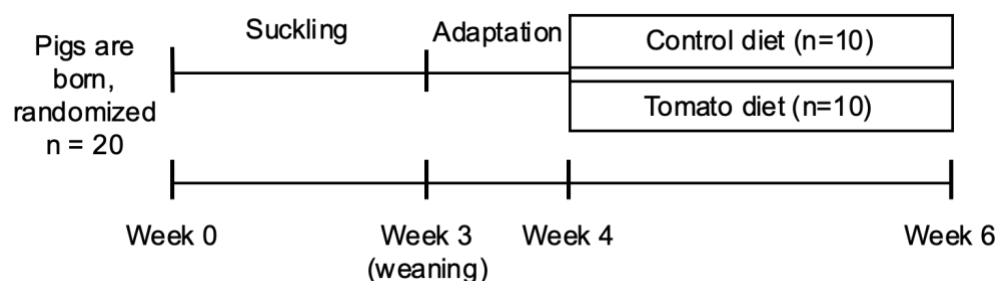 Pigs are
born,
randomized
n = 20
Suckling
Adaptation
Control diet (n=10)
Tomato diet (n=10)
Week 0
Week 3
(weaning)
Week 4
Week 6